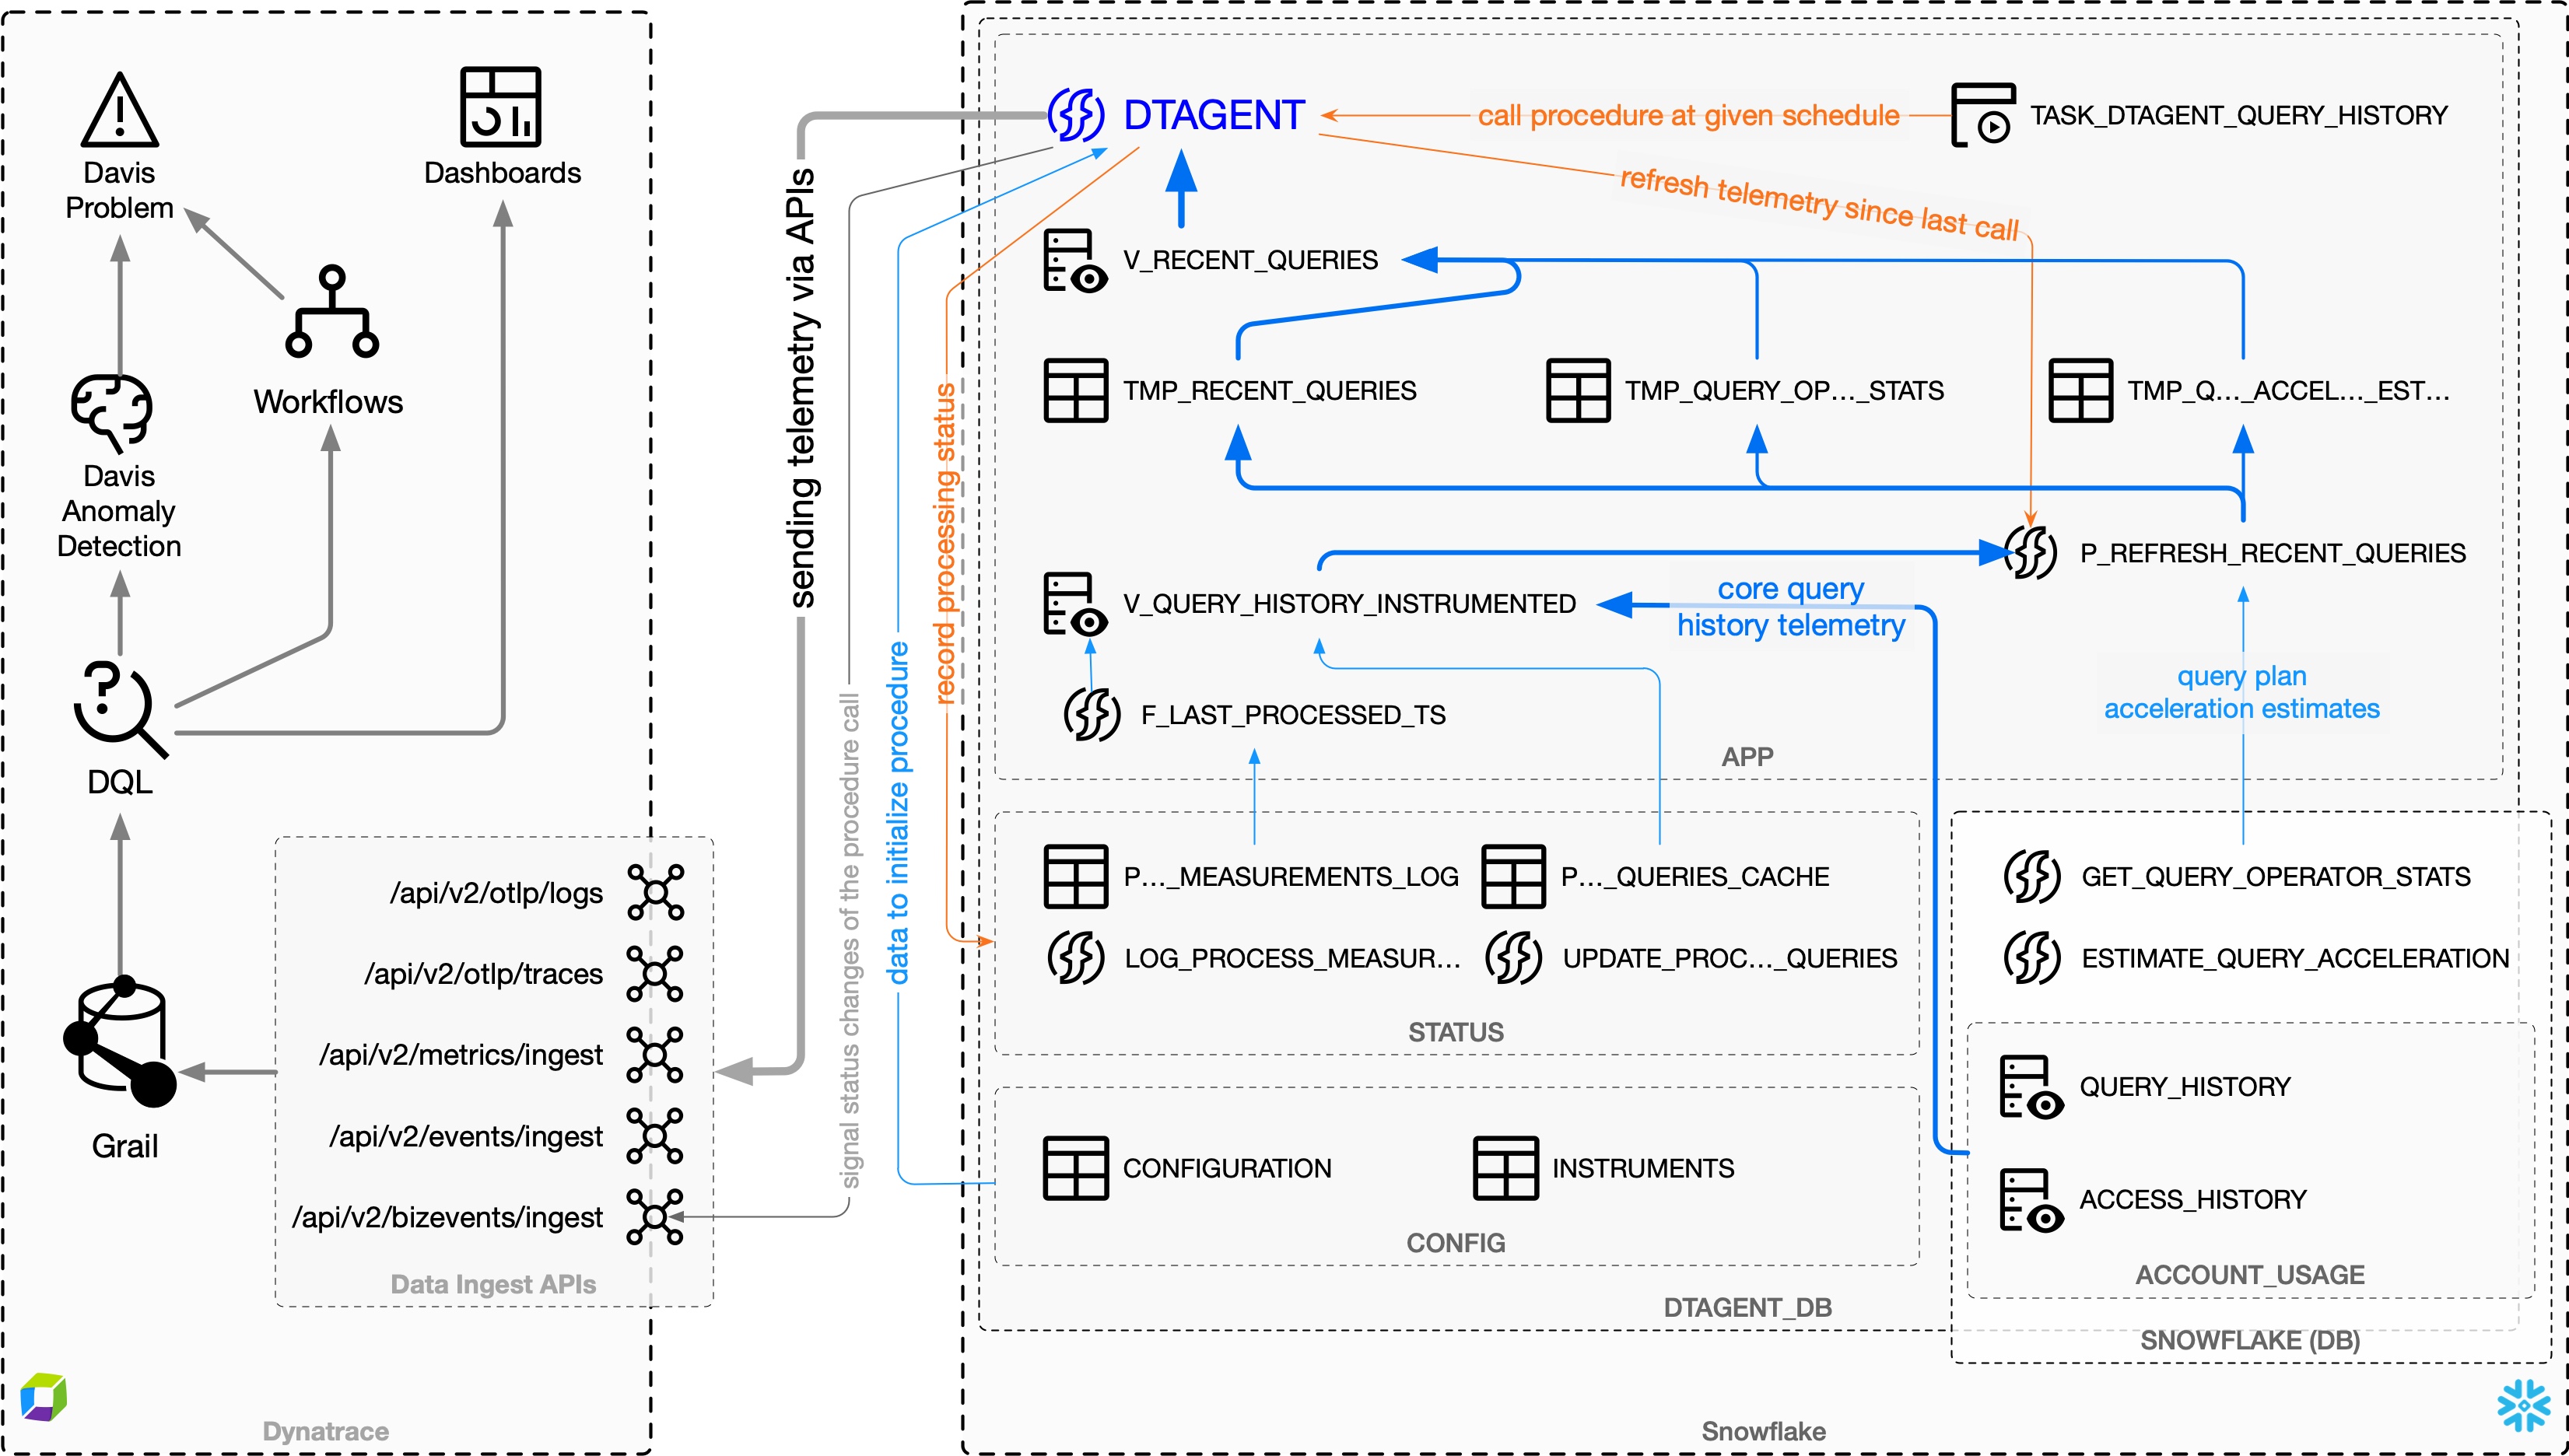 Davis
Problem
Dashboards
Workflows
Davis
Anomaly
Detection
DQL
Grail
/api/v2/otlp/logs
/api/v2/otlp/traces
/api/v2/metrics/ingest
/api/v2/events/ingest
/api/v2/bizevents/ingest
Data Ingest APIs
Dynatrace
sending telemetry via APIs
signal status changes of the procedure call
data to initialize procedure
record processing status
DTAGENT
call procedure at given schedule
TASK_DTAGENT_QUERY_HISTORY
refresh telemetry since last call
V_RECENT_QUERIES
TMP_RECENT_QUERIES
TMP_QUERY_OP..._STATS
TMP_Q..._ACCEL..._EST...
P_REFRESH_RECENT_QUERIES
V_QUERY_HISTORY_INSTRUMENTED
core query
history telemetry
query plan
acceleration estimates
F_LAST_PROCESSED_TS
APP
P..._MEASUREMENTS_LOG
P..._QUERIES_CACHE
LOG_PROCESS_MEASUR...
UPDATE_PROC..._QUERIES
STATUS
GET_QUERY_OPERATOR_STATS
ESTIMATE_QUERY_ACCELERATION
QUERY_HISTORY
ACCESS_HISTORY
ACCOUNT_USAGE
CONFIGURATION
INSTRUMENTS
CONFIG
DTAGENT_DB
SNOWFLAKE (DB)
Snowflake